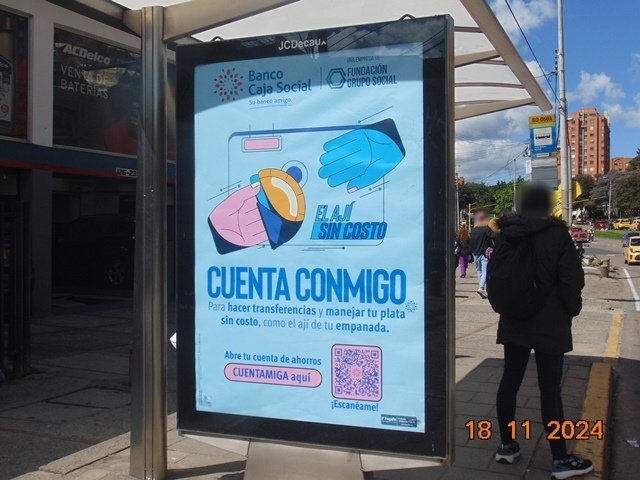 JCDecaux
ACDelco
VENTA DE
BATERIAS
Banco
Caja Social
Su banco amigo.
UNA EMPRESA DE
FUNDACIÓN
GRUPO SOCIAL
EL AJÍ
SIN COSTO
CUENTA CONMIGO
Para hacer transferencias y manejar tu plata
sin costo, como el ají de tu empanada.
Abre tu cuenta de ahorros
CUENTAMIGA aquí
¡Escanéame!
18 11 2024